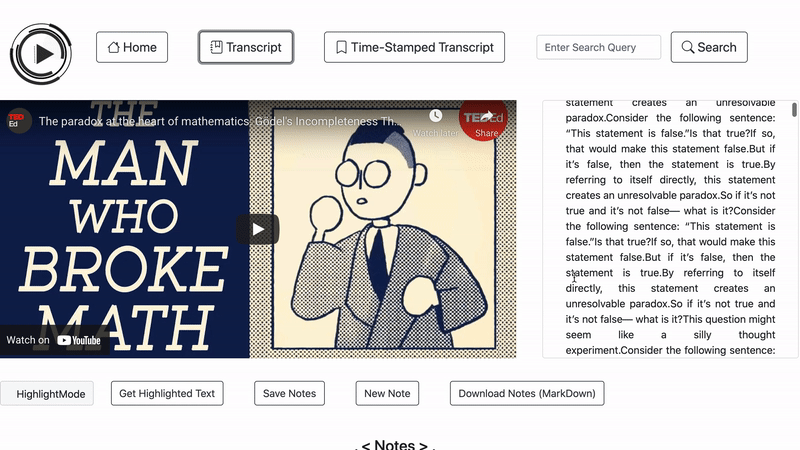 Home
Transcript
Time-Stamped Transcript
Enter Search Query
Search
TED
Ed
The paradox at the heart of mathematics: Gödel's Incompleteness Th...
Watch later
Share
TEDEd
THE
MAN
WHO
BROKE
MATH
Watch on YouTube
statement creates an unresolvable
paradox.Consider the following sentence:
“This statement is false.”Is that true?If so,
that would make this statement false.But if
it’s false, then the statement is true.By
referring to itself directly, this statement
creates an unresolvable paradox.So if it’s not
true and it’s not false— what is it?Consider
the following sentence: “This statement is
false.”Is that true?If so, that would make this
statement false.But if it’s false, then the
statement is true.By referring to itself
directly, this statement creates an
unresolvable paradox.So if it’s not true and
it’s not false— what is it?This question might
seem like a silly thought
experiment.Consider the following sentence:
HighlightMode
Get Highlighted Text
Save Notes
New Note
Download Notes (MarkDown)
. < Notes > .